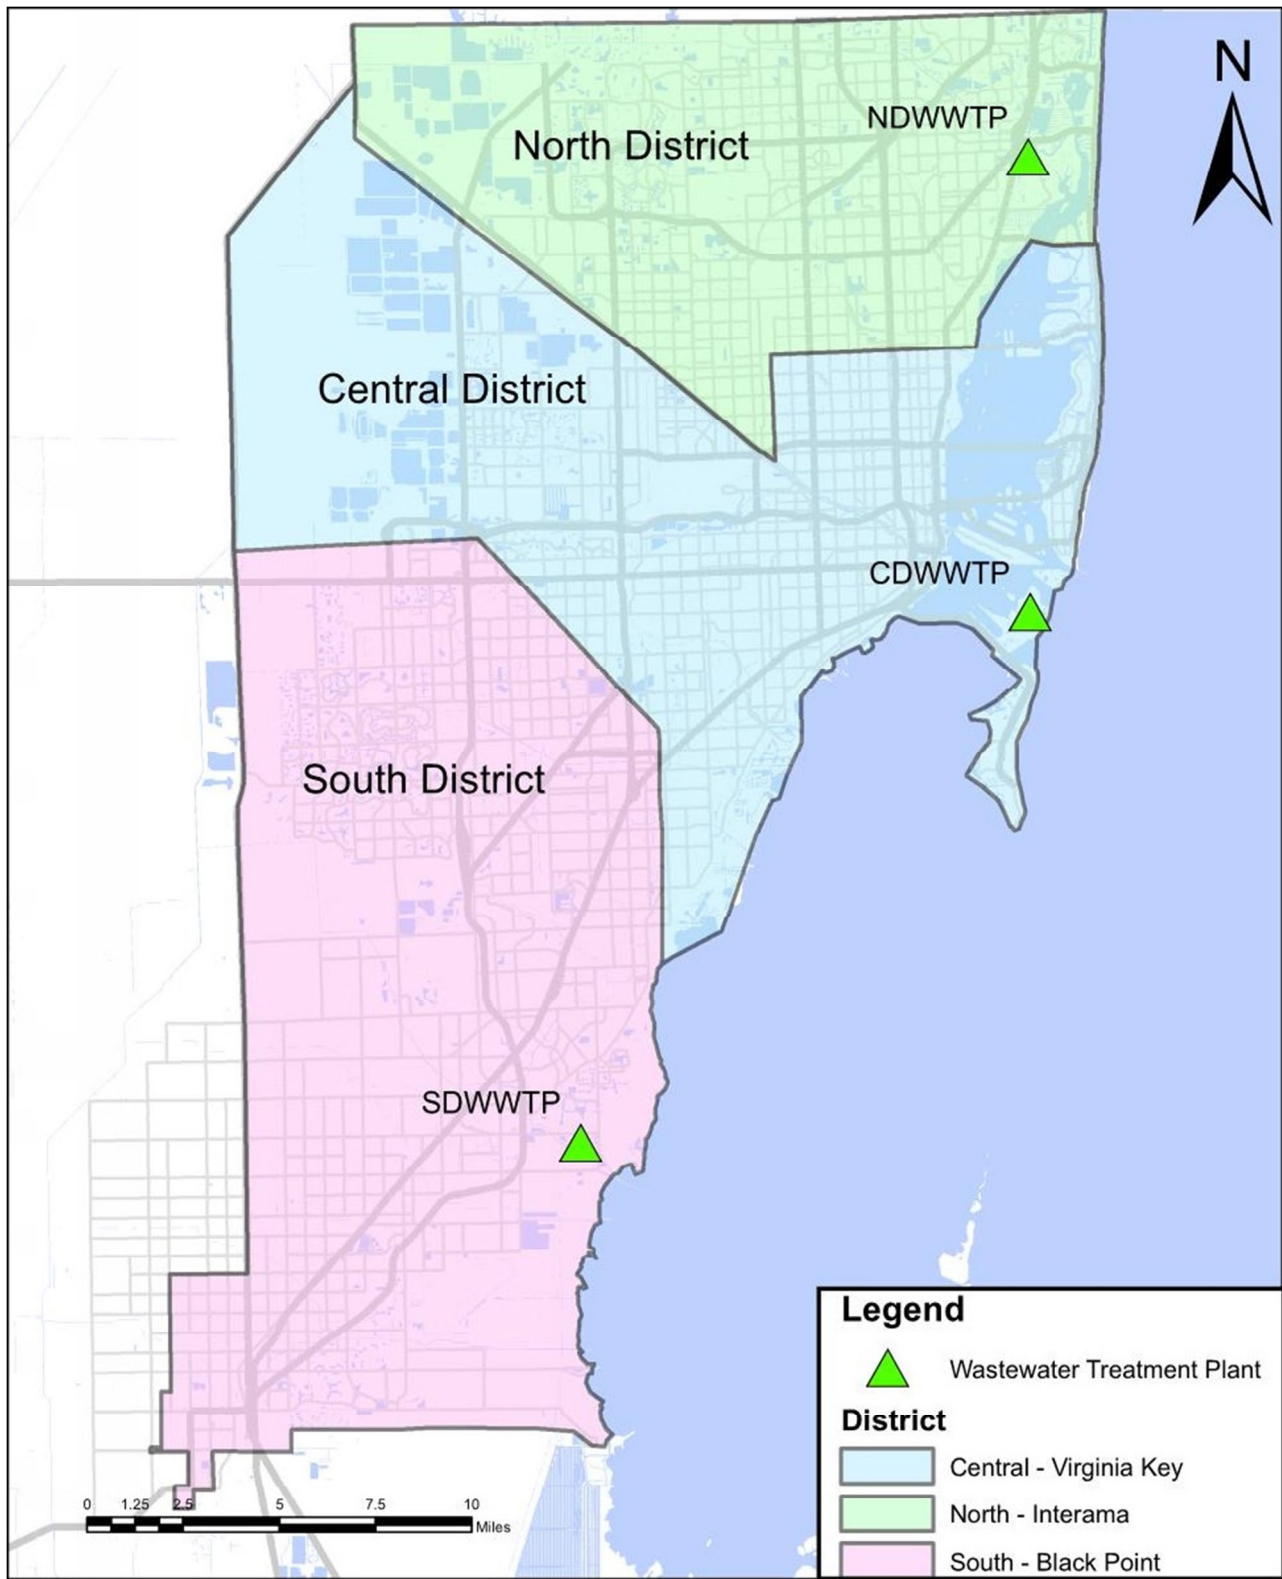 N
NDWWTP
North District
Central District
CDWWTP
South District
SDWWTP
Legend
Wastewater Treatment Plant
District
Central - Virginia Key
North - Interama
South - Black Point
0 1.25 2.5 5 7.5 10
Miles